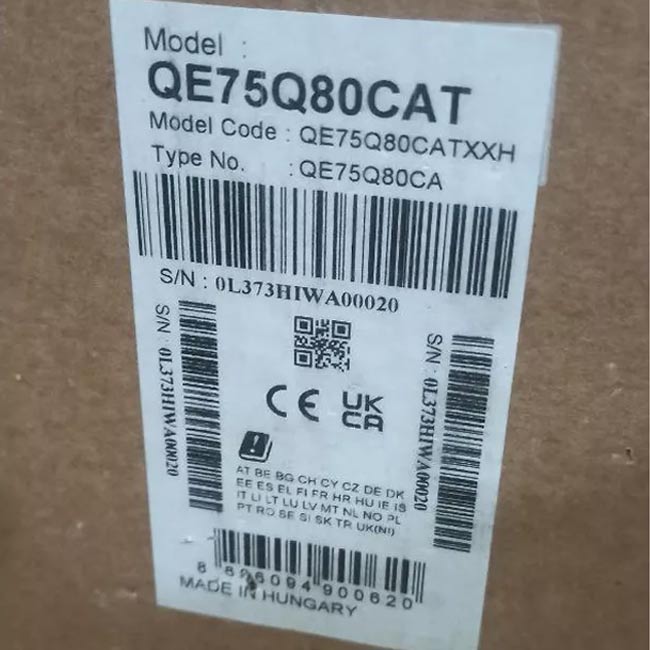 Model :
QE75Q80CAT
Model Code : QE75Q80CATXXH
Type No. : QE75Q80CA
S/N : 0L373HIWA00020
S/N : 0L373HIWA00020
S/N : 0L373HIWA00020
CE UK
CA
AT BE BG CH CY CZ DE DK
EE ES EL FI FR HR HU IE IS
IT LI LT LU LV MT NL NO PL
PT RO SE SI SK TR UK(NI)
8 806094 900620
MADE IN HUNGARY